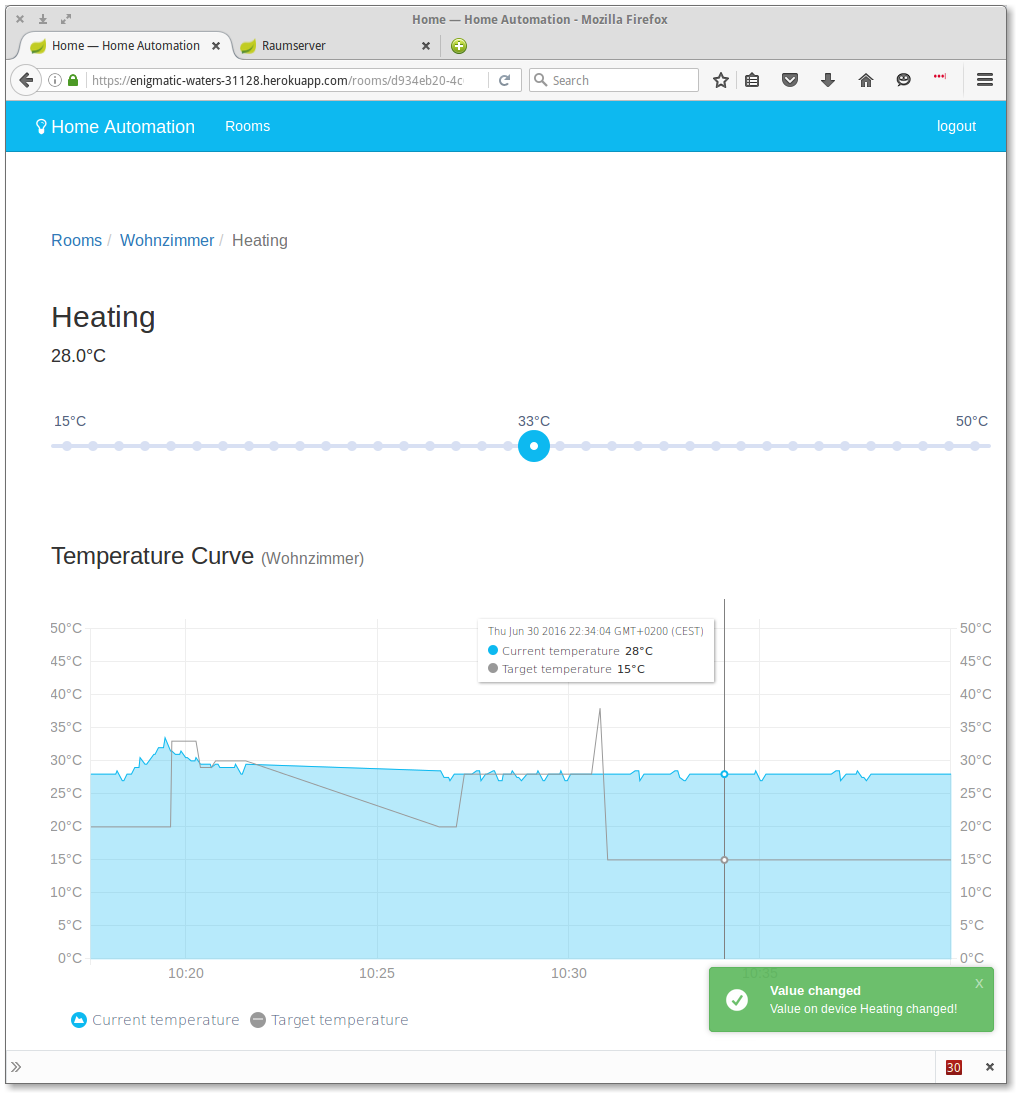 Home — Home Automation - Mozilla Firefox
Home — Home Automation Raumserver
https://enigmatic-waters-31128.herokuapp.com/rooms/d934eb20-4c Search
Home Automation Rooms logout
Rooms / Wohnzimmer / Heating
Heating
28.0°C
15°C 33°C 50°C
Temperature Curve (Wohnzimmer)
Thu Jun 30 2016 22:34:04 GMT+0200 (CEST)
Current temperature 28°C
Target temperature 15°C
50°C 50°C
45°C 45°C
40°C 40°C
35°C 35°C
30°C 30°C
25°C 25°C
20°C 20°C
15°C 15°C
10°C 10°C
5°C 5°C
0°C 0°C
10:20 10:25 10:30 10:35
Value changed X
Value on device Heating changed!
Current temperature Target temperature
30